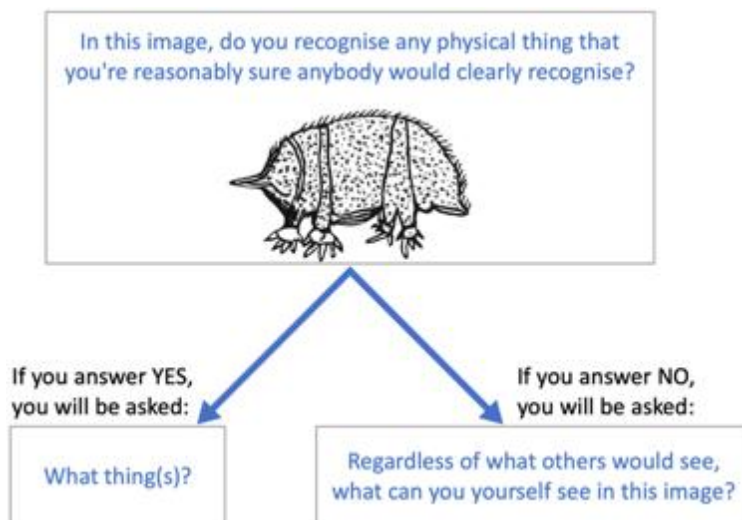 In this image, do you recognise any physical thing that
you're reasonably sure anybody would clearly recognise?
If you answer YES,
you will be asked:
What thing(s)?
If you answer NO,
you will be asked:
Regardless of what others would see,
what can you yourself see in this image?